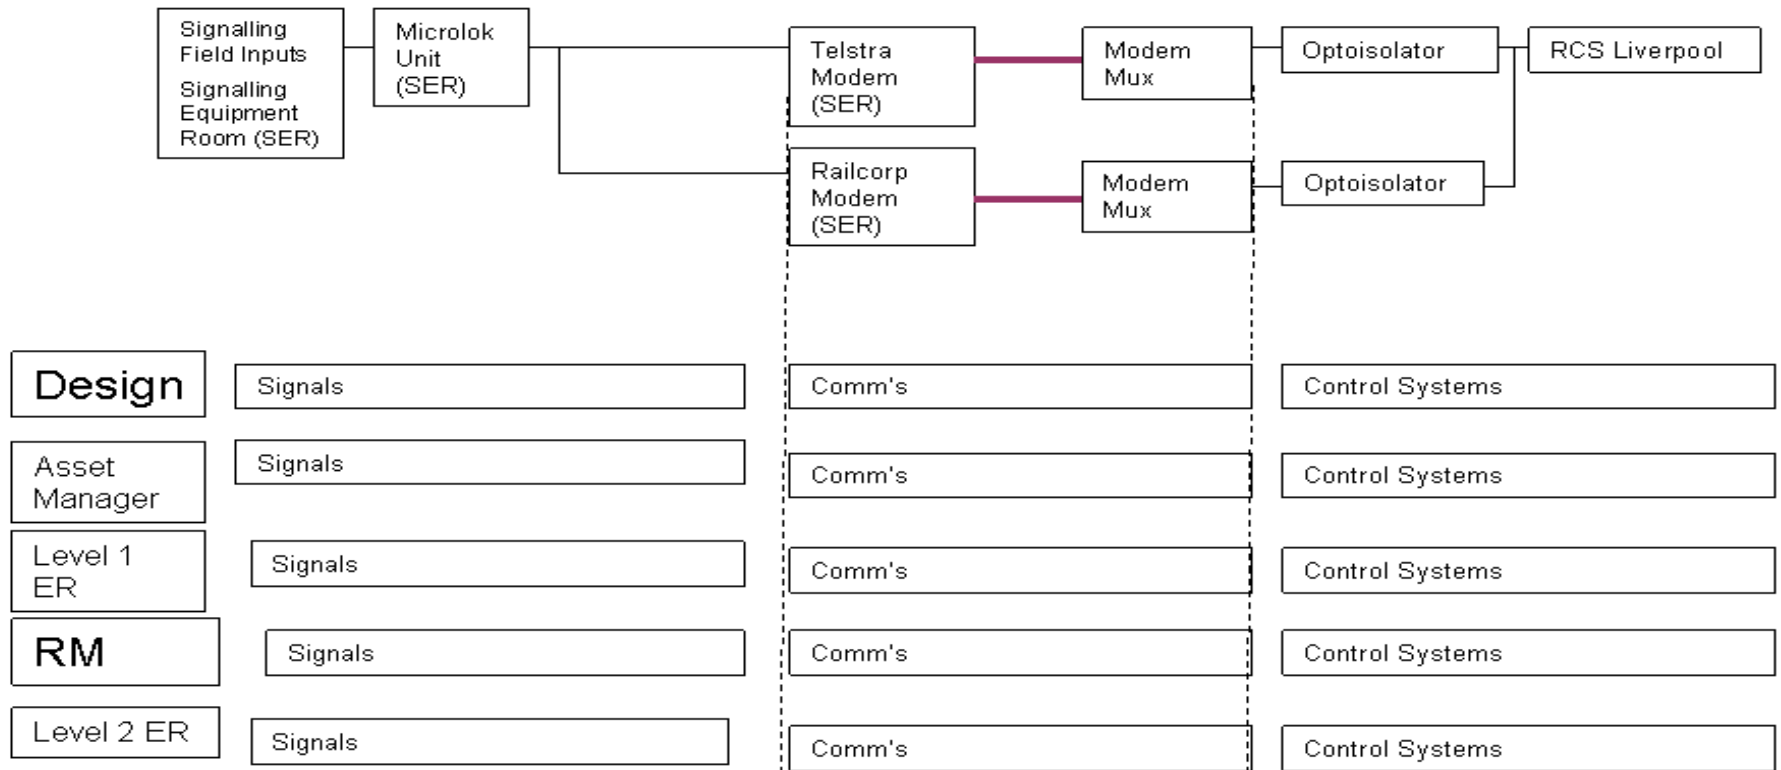 Signalling
Field Inputs
Signalling
Equipment
Room (SER)
Microlok
Unit
(SER)
Telstra
Modem
(SER)
Modem
Mux
Optoisolator
RCS Liverpool
Railcorp
Modem
(SER)
Modem
Mux
Optoisolator
Design
Signals
Comm's
Control Systems
Asset
Manager
Signals
Comm's
Control Systems
Level 1
ER
Signals
Comm's
Control Systems
RM
Signals
Comm's
Control Systems
Level 2 ER
Signals
Comm's
Control Systems